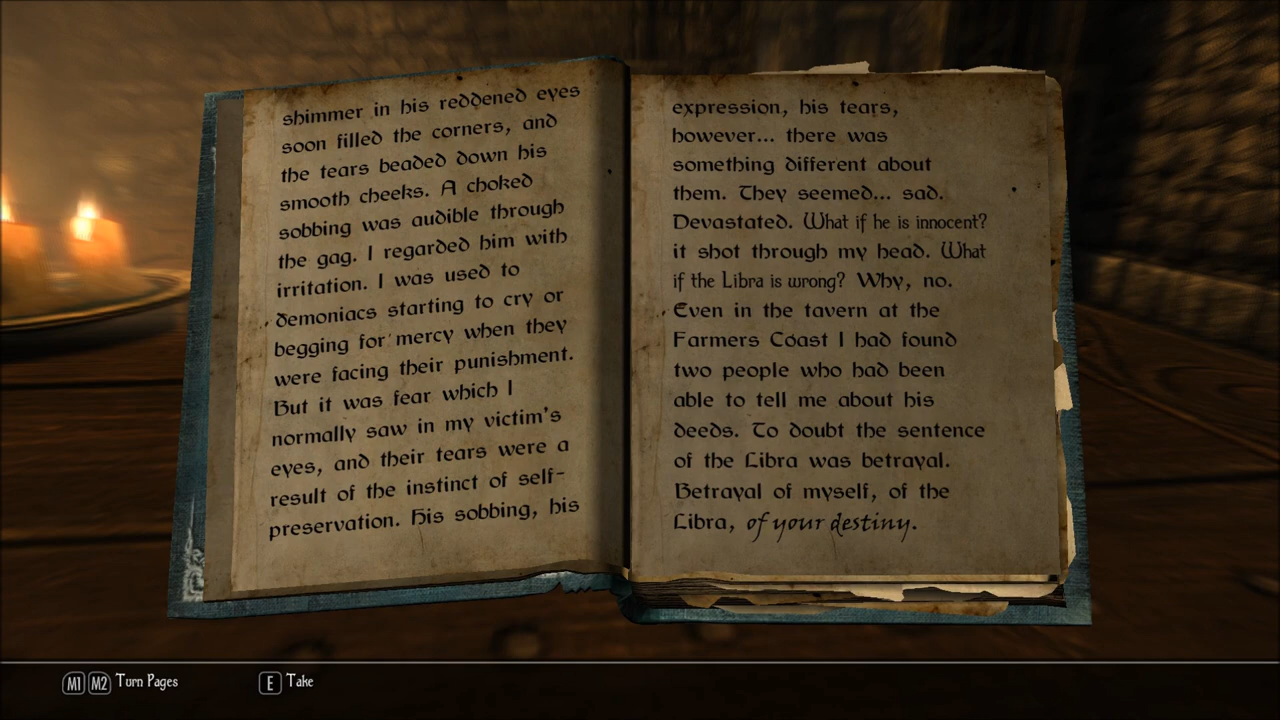 shimmer in his reddened eyes
soon filled the corners, and
the tears beaded down his
smooth cheeks. A choked
sobbing was audible through
the gag. I regarded him with
irritation. I was used to
demoniacs starting to cry or
begging for mercy when they
were facing their punishment.
But it was fear which I
normally saw in my victim's
eyes, and their tears were a
result of the instinct of self-
preservation. His sobbing, his
expression, his tears,
however... there was
something different about
them. They seemed... sad.
Devastated. What if he is innocent?
it shot through my head. What
if the Libra is wrong? Why, no.
Even in the tavern at the
Farmers Coast I had found
two people who had been
able to tell me about his
deeds. To doubt the sentence
of the Libra was betrayal.
Betrayal of myself, of the
Libra, of your destiny.
M1 M2 Turn Pages
E Take